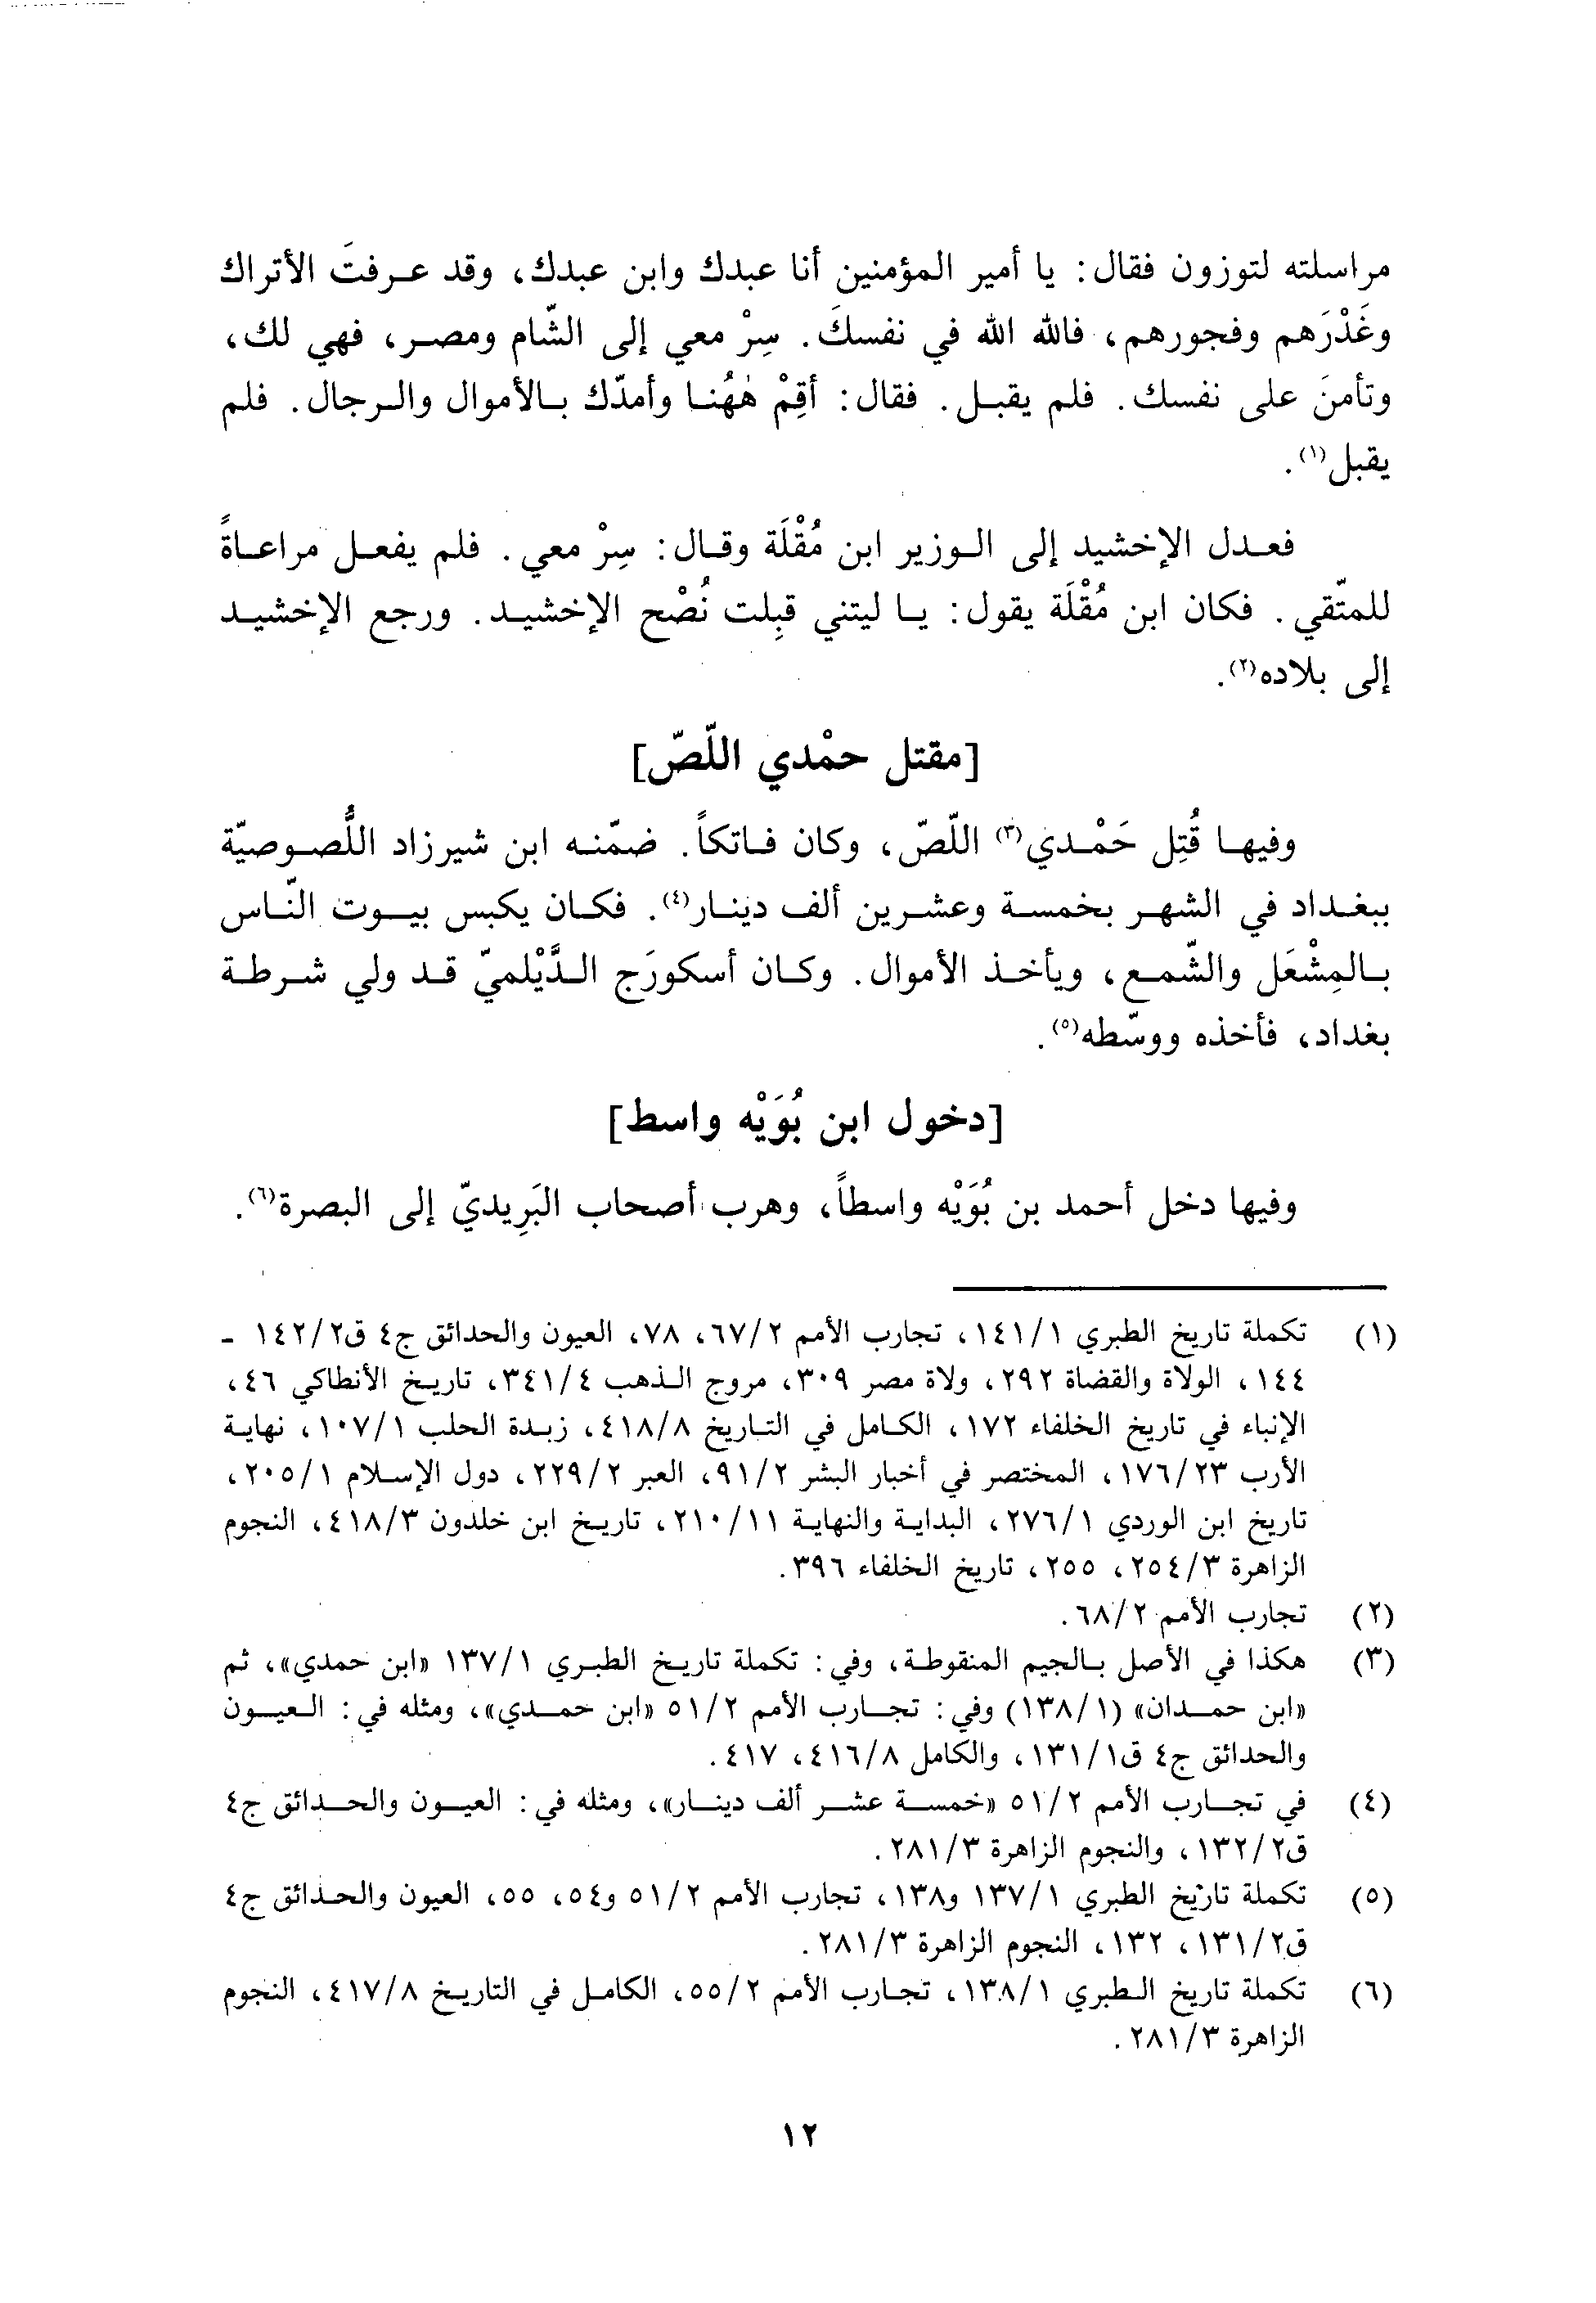 مراسلته لتوزون فقال: يا أمير المؤمنين أنا عبدك وابن عبدك، وقد عرفتَ الأتراك
وغَدْرَهم وفجورهم، فالله الله في نفسكَ. سِرْ معي إلى الشّام ومصر، فهي لك،
وتأمنَ على نفسك. فلم يقبل. فقال: أقِمْ هٰهُنا وأمدّك بالأموال والرجال. فلم
يقبل(١).
فعدل الإخشيد إلى الوزير ابن مُقْلَة وقال: سِرْ معي. فلم يفعل مراعاةً
للمتّقي. فكان ابن مُقْلَة يقول: يا ليتني قبِلت نُصْح الإخشيد. ورجع الإخشيد
إلى بلاده(٢).
[مقتل حمْدي اللّصّ]
وفيها قُتِل حَمْدي(٣) اللّصّ، وكان فاتكاً. ضمّنه ابن شيرزاد اللُّصوصيّة
ببغداد في الشهر بخمسة وعشرين ألف دينار(٤). فكان يكبس بيوت النّاس
بالمِشْعَل والشّمع، ويأخذ الأموال. وكان أسكورَج الدَّيْلميّ قد ولي شرطة
بغداد، فأخذه ووسّطه(٥).
[دخول ابن بُوَيْه واسط]
وفيها دخل أحمد بن بُوَيْه واسطاً، وهرب أصحاب البَرِيديّ إلى البصرة(٦).
(١) تكملة تاريخ الطبري ١/١٤١، تجارب الأمم ٢/٦٧، ٧٨، العيون والحدائق ج٤ ق٢/١٤٢ -
١٤٤، الولاة والقضاة ٢٩٢، ولاة مصر ٣٠٩، مروج الذهب ٤/٣٤١، تاريخ الأنطاكي ٤٦،
الإنباء في تاريخ الخلفاء ١٧٢، الكامل في التاريخ ٨/٤١٨، زبدة الحلب ١/١٠٧، نهاية
الأرب ٢٣/١٧٦، المختصر في أخبار البشر ٢/٩١، العبر ٢/٢٢٩، دول الإسلام ١/٢٠٥،
تاريخ ابن الوردي ١/٢٧٦، البداية والنهاية ١١/٢١٠، تاريخ ابن خلدون ٣/٤١٨، النجوم
الزاهرة ٣/٢٥٤، ٢٥٥، تاريخ الخلفاء ٣٩٦.
(٢) تجارب الأمم ٢/٦٨.
(٣) هكذا في الأصل بالجيم المنقوطة، وفي: تكملة تاريخ الطبري ١/١٣٧ «ابن حمدي»، ثم
«ابن حمدان» (١/١٣٨) وفي: تجارب الأمم ٢/٥١ «ابن حمدي»، ومثله في: العيون
والحدائق ج٤ ق١/١٣١، والكامل ٨/٤١٦، ٤١٧.
(٤) في تجارب الأمم ٢/٥١ «خمسة عشر ألف دينار»، ومثله في: العيون والحدائق ج٤
ق٢/١٣٢، والنجوم الزاهرة ٣/٢٨١.
(٥) تكملة تاريخ الطبري ١/١٣٧ و١٣٨، تجارب الأمم ٢/٥١ و٥٤، ٥٥، العيون والحدائق ج٤
ق٢/١٣١، ١٣٢، النجوم الزاهرة ٣/٢٨١.
(٦) تكملة تاريخ الطبري ١/١٣٨، تجارب الأمم ٢/٥٥، الكامل في التاريخ ٨/٤١٧، النجوم
الزاهرة ٣/٢٨١.
١٢